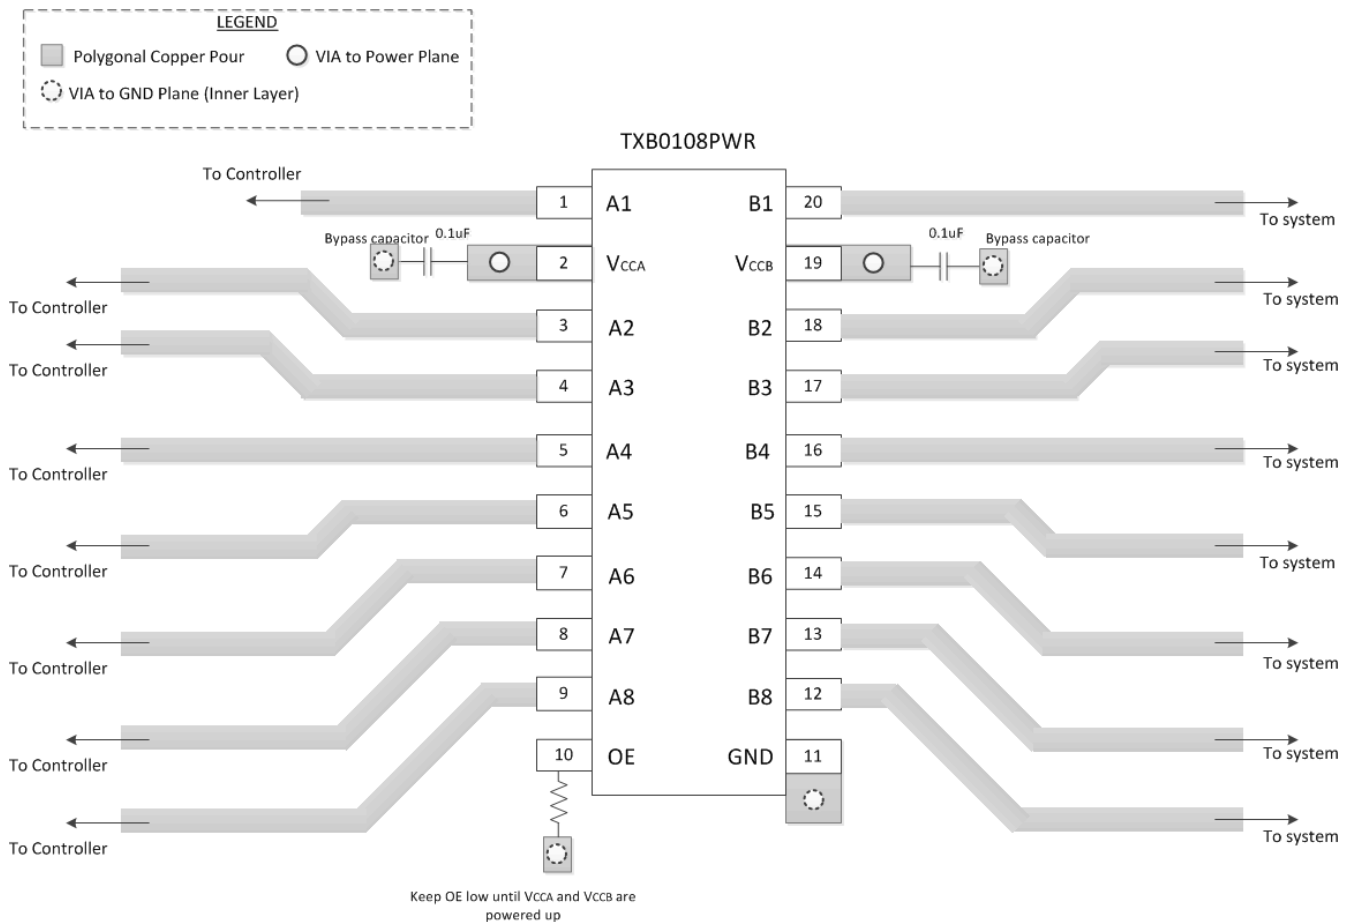 LEGEND
Polygonal Copper Pour
VIA to Power Plane
VIA to GND Plane (Inner Layer)
TXB0108PWR
To Controller
1 A1 B1 20
To system
Bypass capacitor 0.1uF
2 VCCA VCCB 19
0.1uF Bypass capacitor
To Controller
3 A2 B2 18
To system
To Controller
4 A3 B3 17
To system
5 A4 B4 16
To Controller
To system
6 A5 B5 15
To Controller
To system
7 A6 B6 14
To Controller
To system
8 A7 B7 13
To Controller
To system
9 A8 B8 12
10 OE GND 11
To Controller
To system
Keep OE low until VCCA and VCCB are
powered up